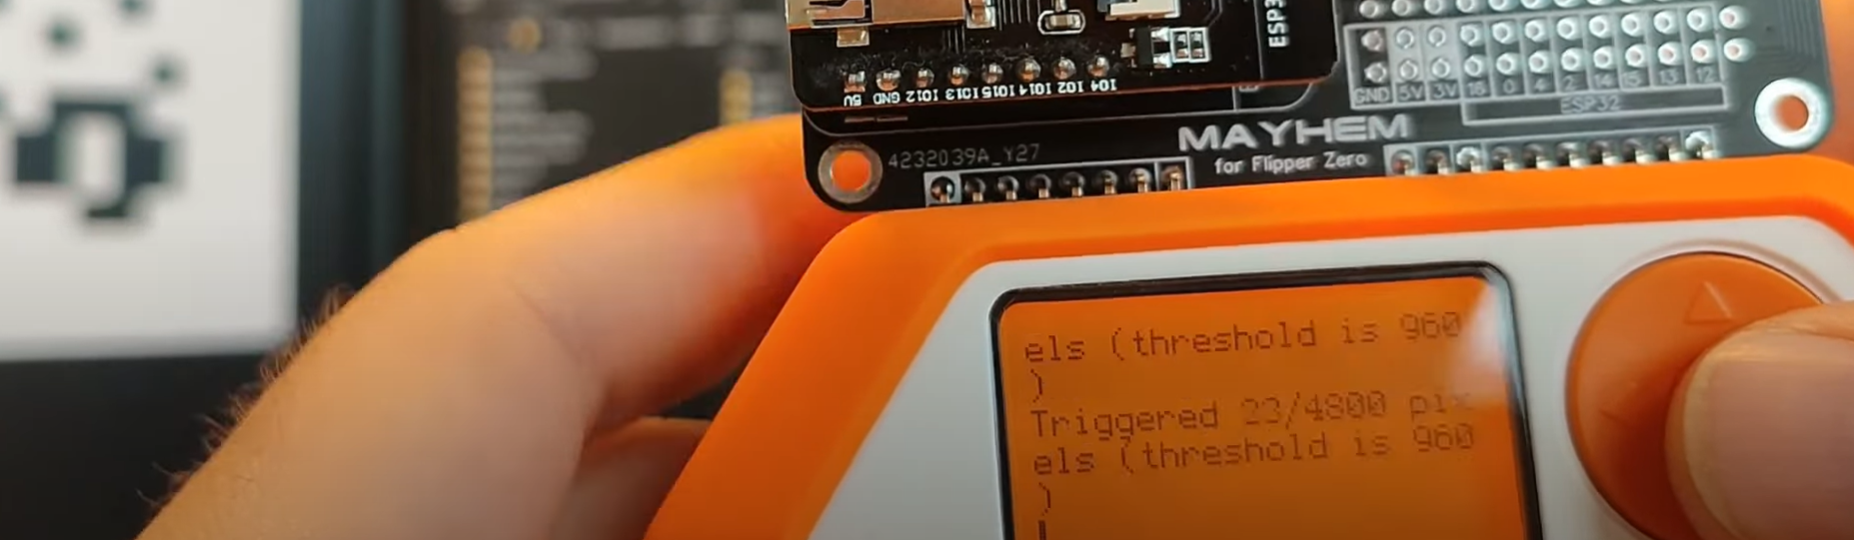 ESP3
5V GND IO12 IO13 IO15 IO14 IO2 IO4
GND 5V 3V 16 0 4 2 14 15 13 12
ESP32
MAYHEM
for Flipper Zero
4232039A_Y27
els (threshold is 960
)
Triggered 23/4800 pix
els (threshold is 960
)